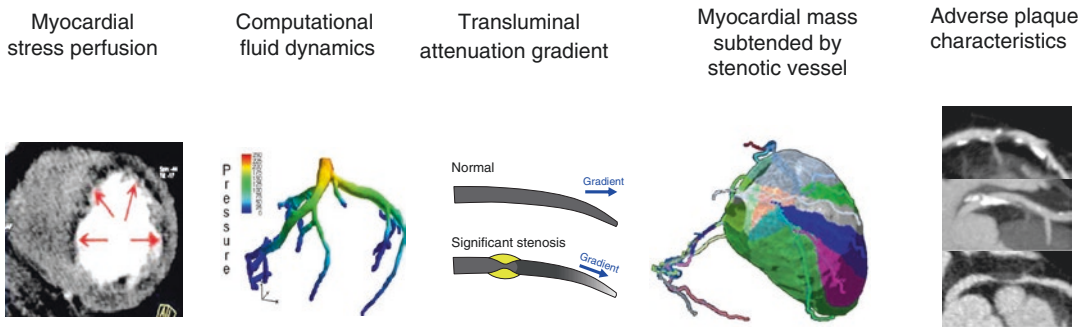 Myocardial
stress perfusion
Computational
fluid dynamics
Transluminal
attenuation gradient
Myocardial mass
subtended by
stenotic vessel
Adverse plaque
characteristics
Pressure
Normal
Gradient
Significant stenosis
Gradient